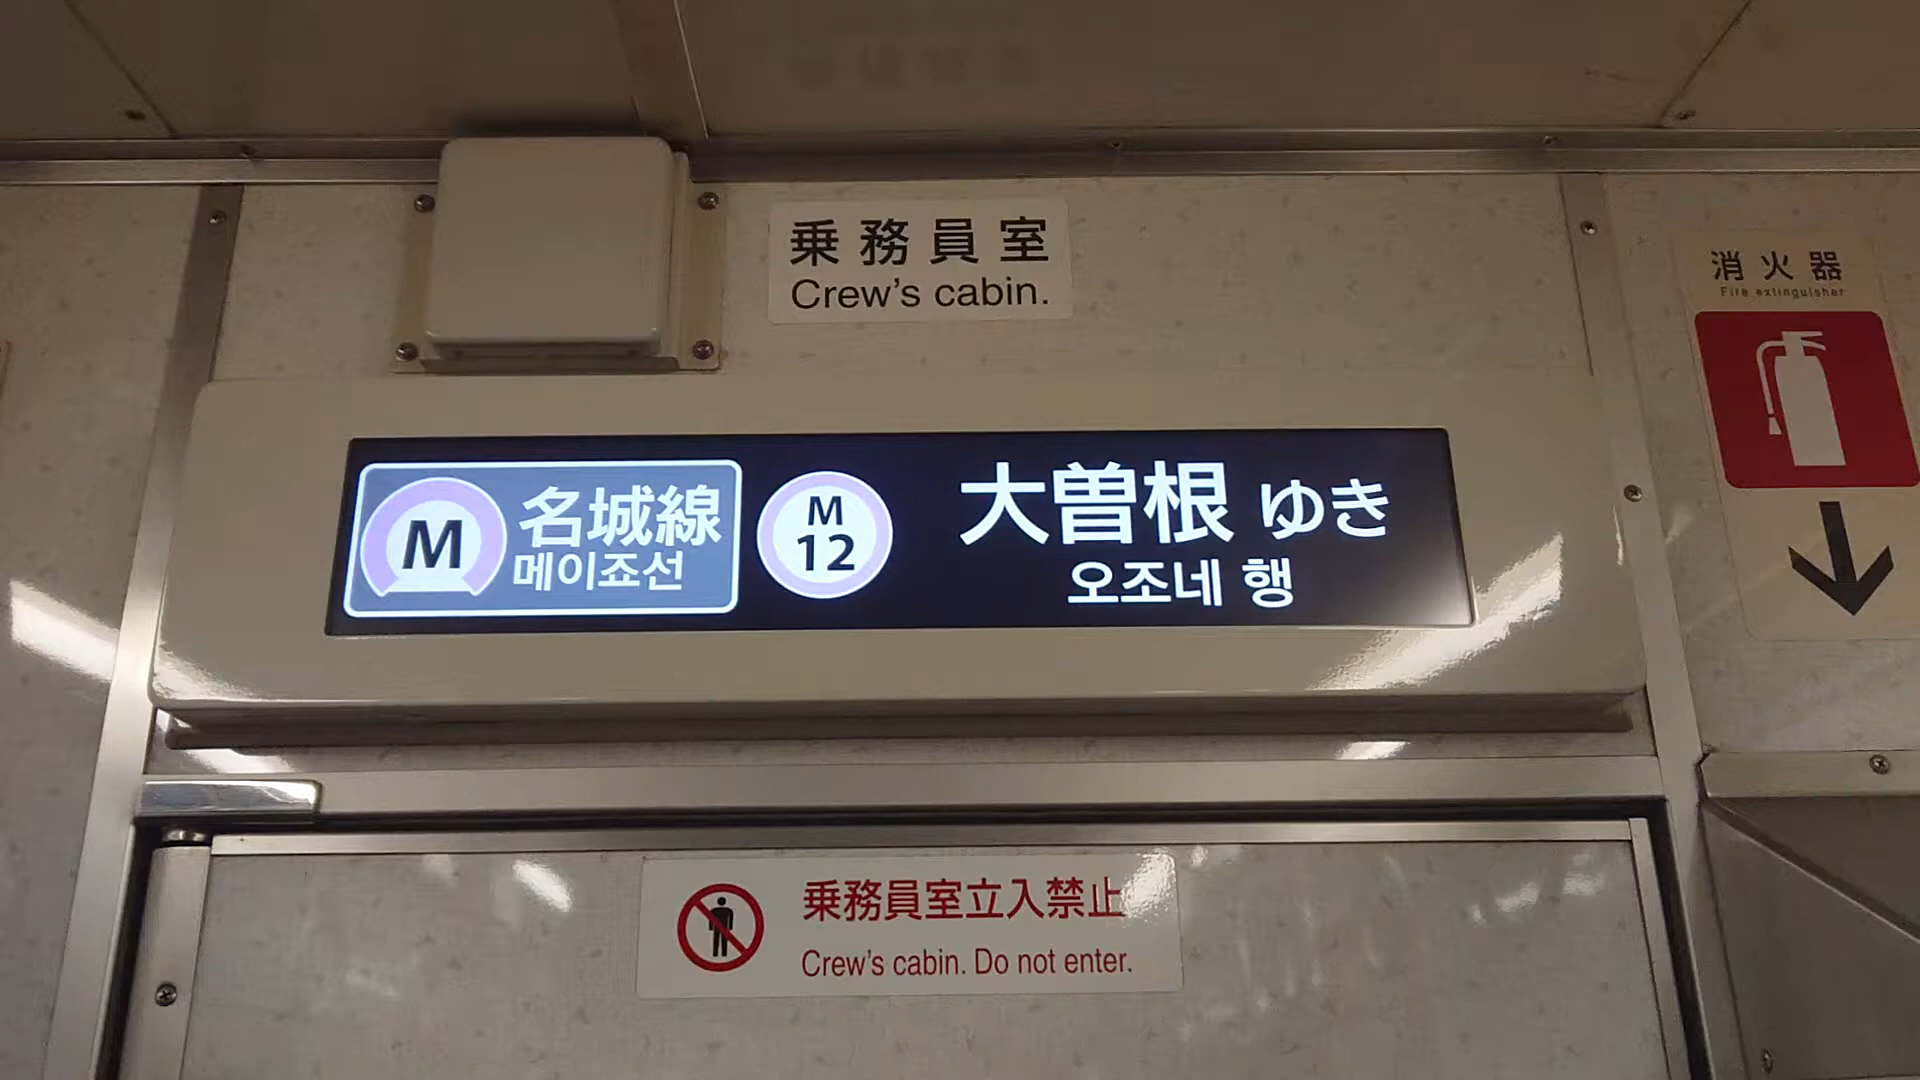 乗務員室
Crew's cabin.
消火器
Fire extinguisher
M 名城線
메이죠선
M
12
大曽根 ゆき
오조네 행
乗務員室立入禁止
Crew's cabin. Do not enter.